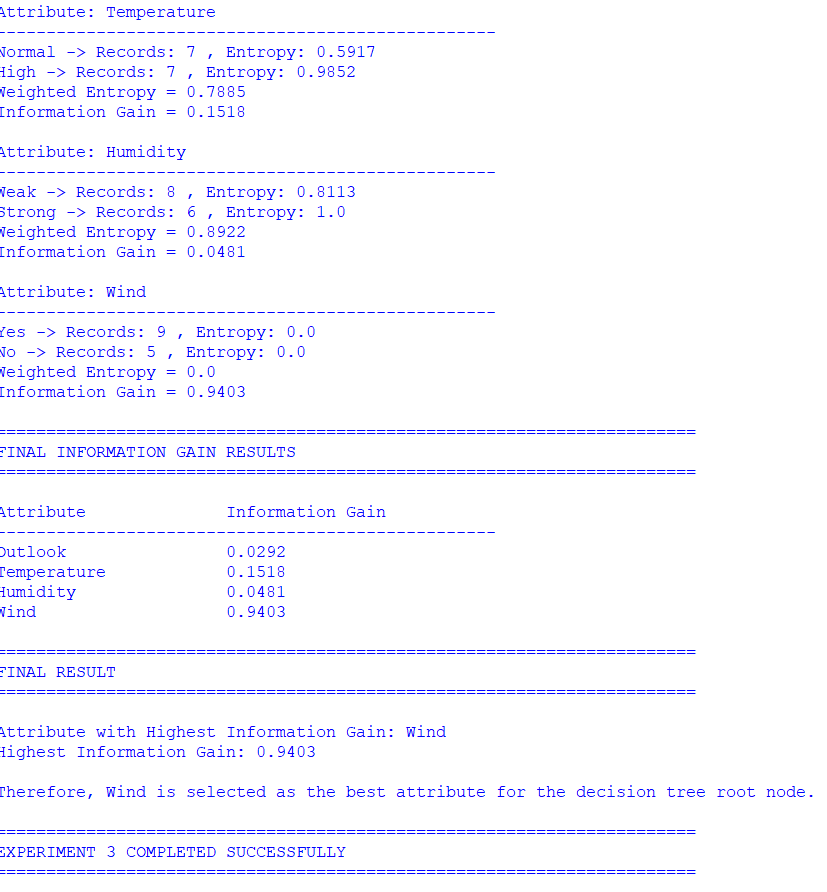 Attribute: Temperature
--------------------------------------------------
Normal -> Records: 7 , Entropy: 0.5917
High -> Records: 7 , Entropy: 0.9852
Weighted Entropy = 0.7885
Information Gain = 0.1518
Attribute: Humidity
--------------------------------------------------
Weak -> Records: 8 , Entropy: 0.8113
Strong -> Records: 6 , Entropy: 1.0
Weighted Entropy = 0.8922
Information Gain = 0.0481
Attribute: Wind
--------------------------------------------------
Yes -> Records: 9 , Entropy: 0.0
No -> Records: 5 , Entropy: 0.0
Weighted Entropy = 0.0
Information Gain = 0.9403
======================================================================
FINAL INFORMATION GAIN RESULTS
======================================================================
Attribute Information Gain
--------------------------------------------------
Outlook 0.0292
Temperature 0.1518
Humidity 0.0481
Wind 0.9403
======================================================================
FINAL RESULT
======================================================================
Attribute with Highest Information Gain: Wind
Highest Information Gain: 0.9403
Therefore, Wind is selected as the best attribute for the decision tree root node.
======================================================================
EXPERIMENT 3 COMPLETED SUCCESSFULLY
======================================================================